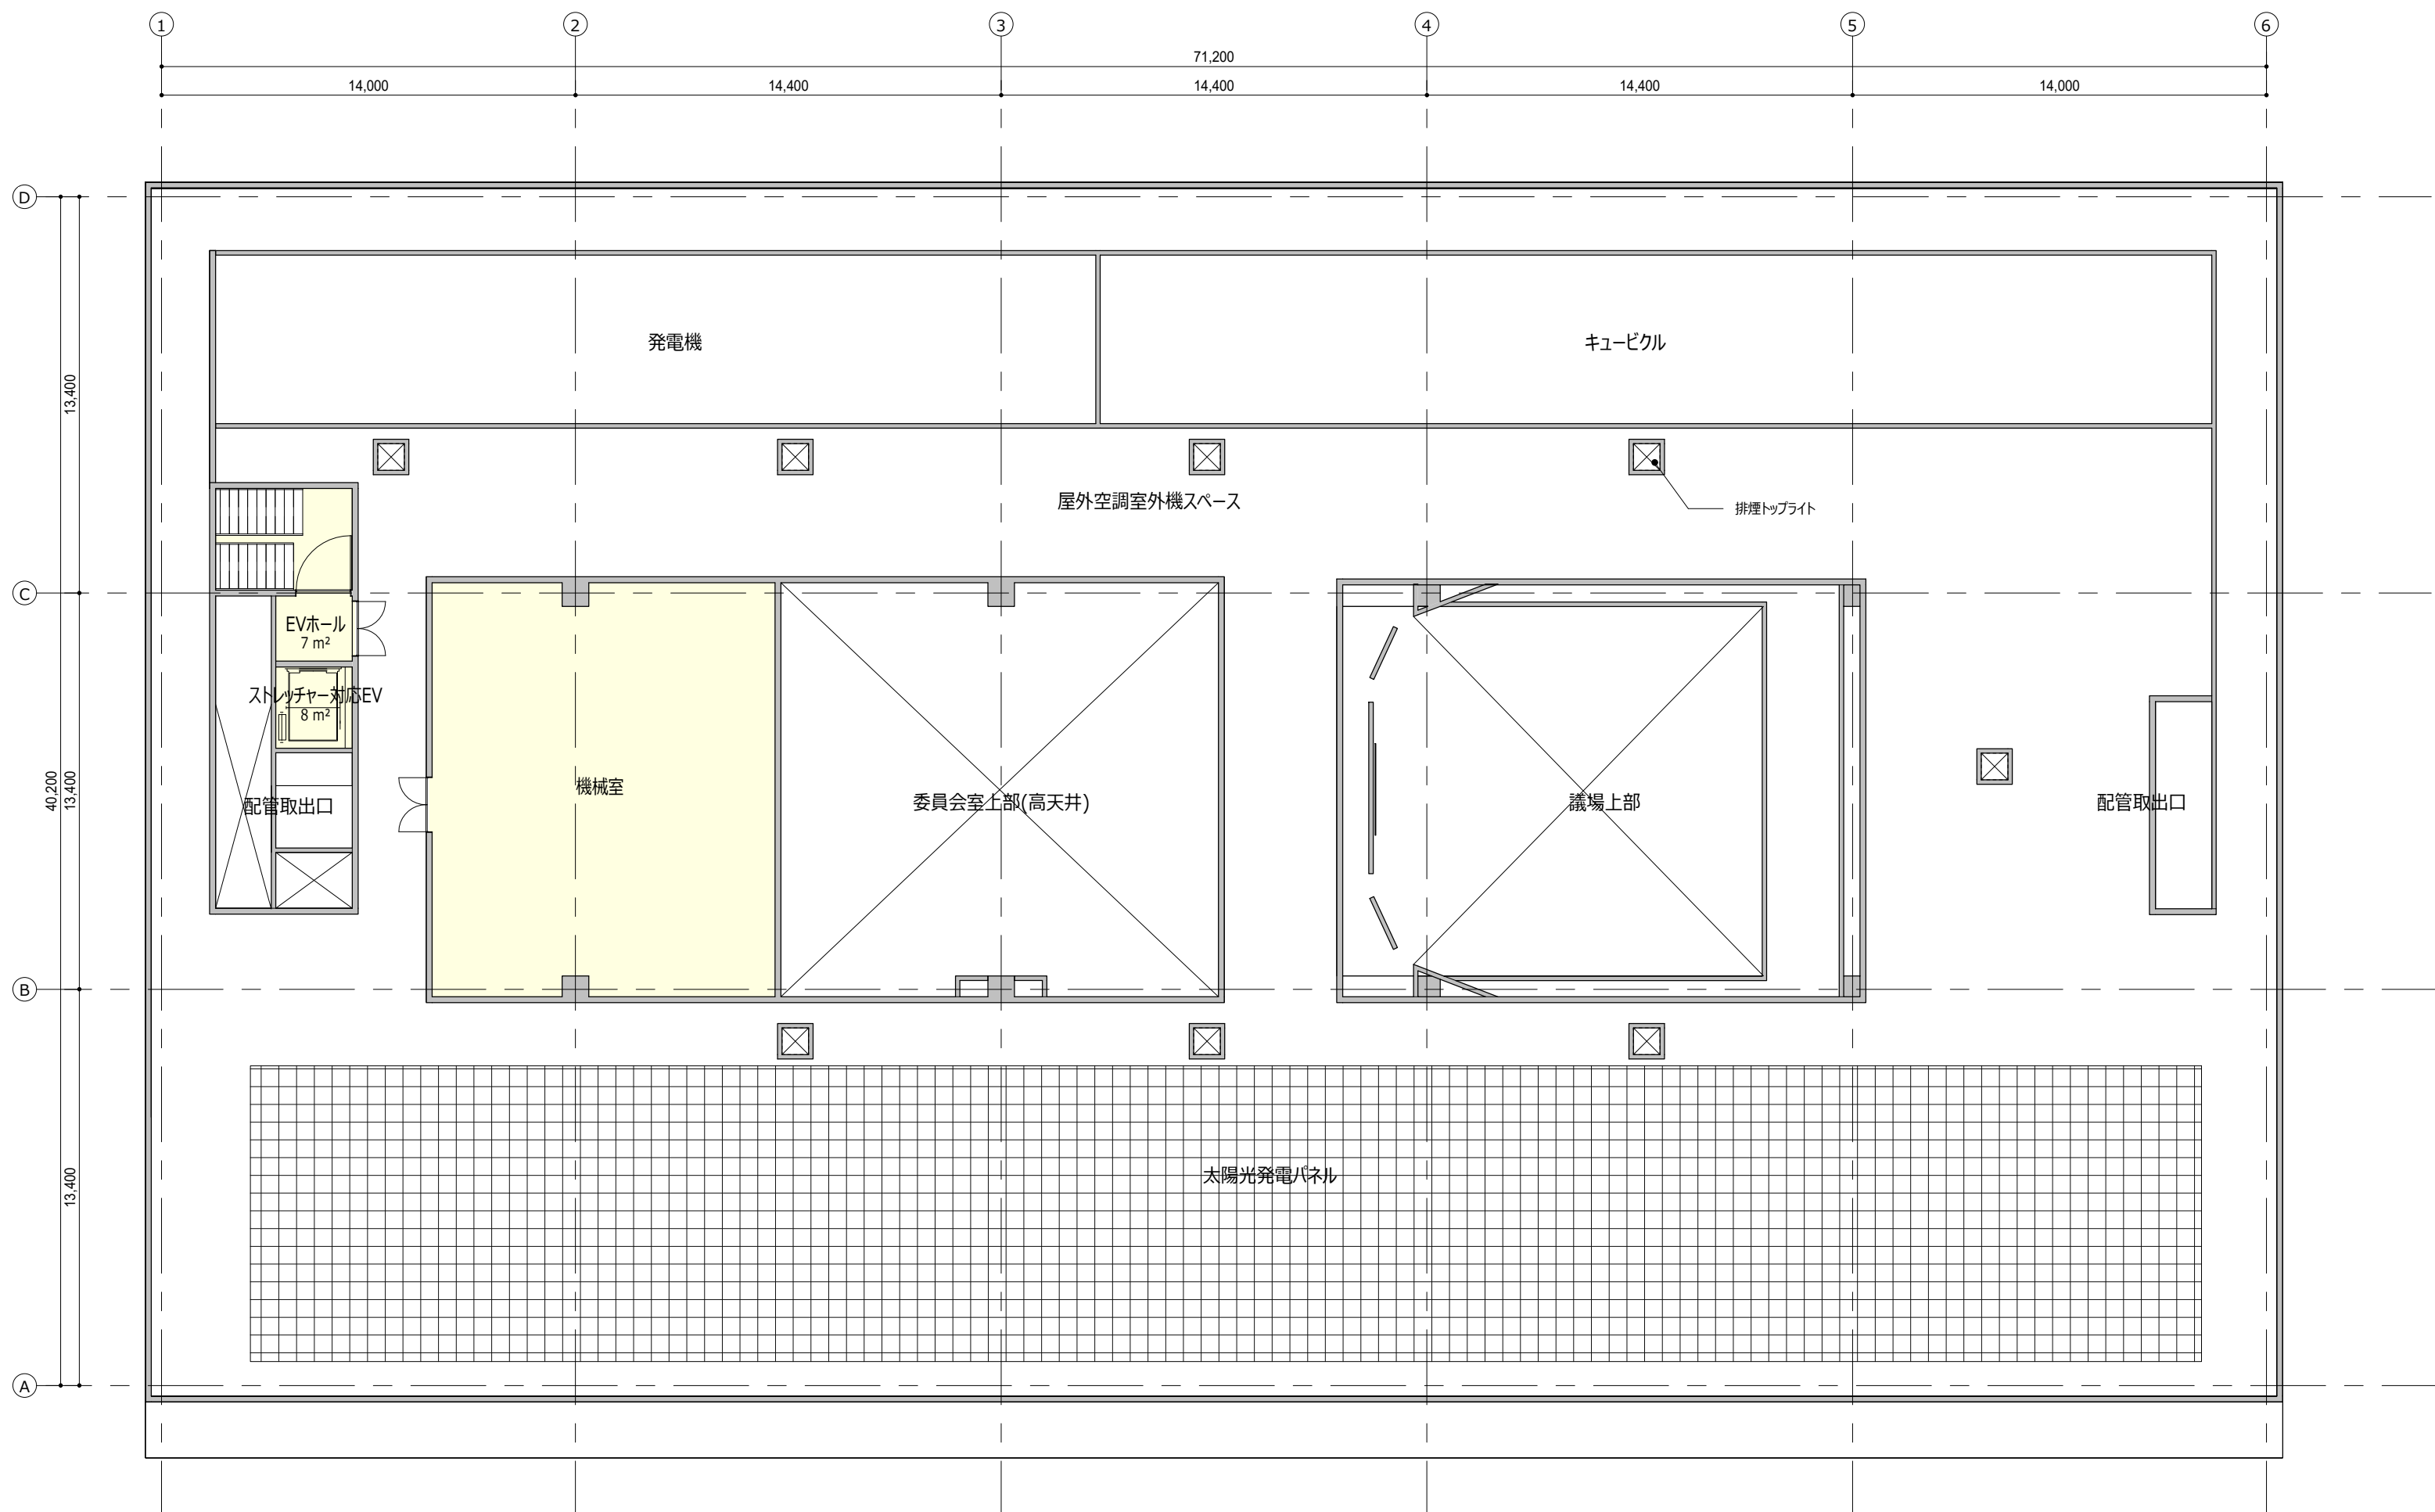 1
2
3
4
5
6
71,200
14,000
14,400
14,400
14,400
14,000
D
13,400
発電機
キュービクル
屋外空調室外機スペース
排煙トップライト
C
EVホール
7 m²
ストレッチャー対応EV
8 m²
40,200
13,400
配管取出口
機械室
委員会室上部(高天井)
議場上部
配管取出口
B
13,400
太陽光発電パネル
A